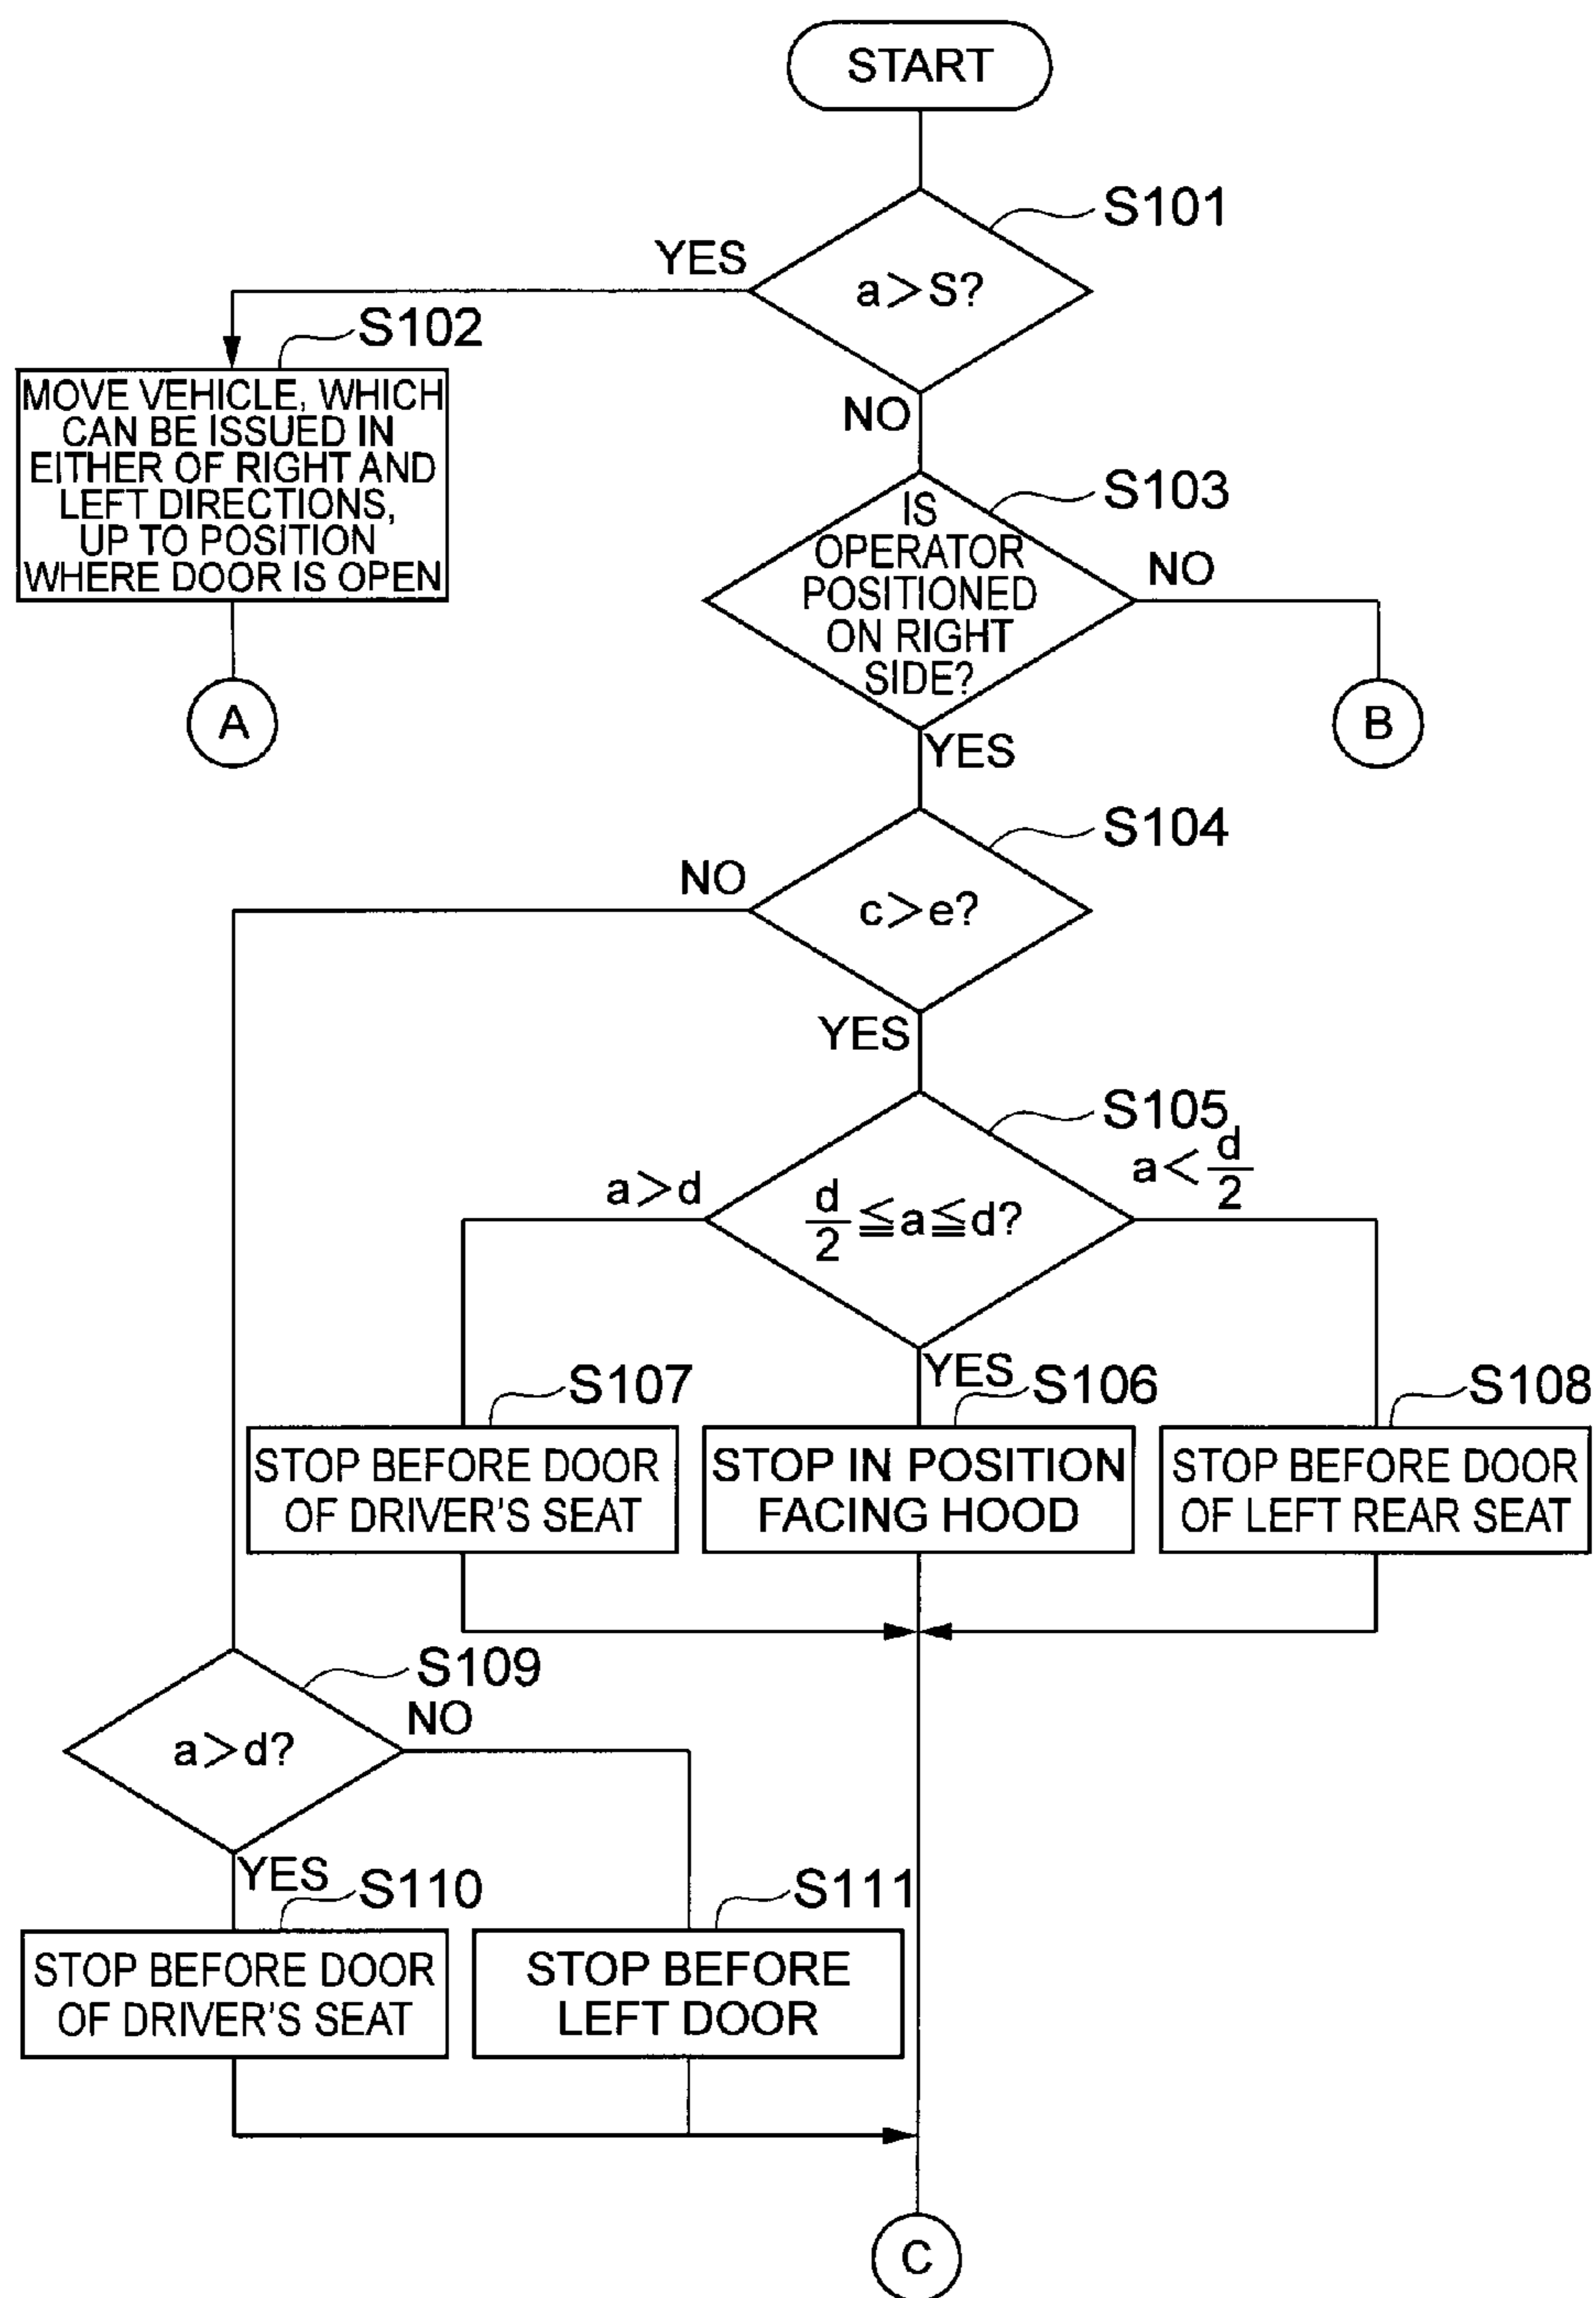 START
S101
YES
a>S?
S102
MOVE VEHICLE, WHICH
CAN BE ISSUED IN
EITHER OF RIGHT AND
LEFT DIRECTIONS,
UP TO POSITION
WHERE DOOR IS OPEN
NO
S103
IS
OPERATOR
POSITIONED
ON RIGHT
SIDE?
NO
A
B
YES
S104
NO
c>e?
YES
S105
a>d
d/2≦a≦d?
a<d/2
YES
S107
S106
S108
STOP BEFORE DOOR
OF DRIVER'S SEAT
STOP IN POSITION
FACING HOOD
STOP BEFORE DOOR
OF LEFT REAR SEAT
S109
NO
a>d?
YES
S110
S111
STOP BEFORE DOOR
OF DRIVER'S SEAT
STOP BEFORE
LEFT DOOR
C